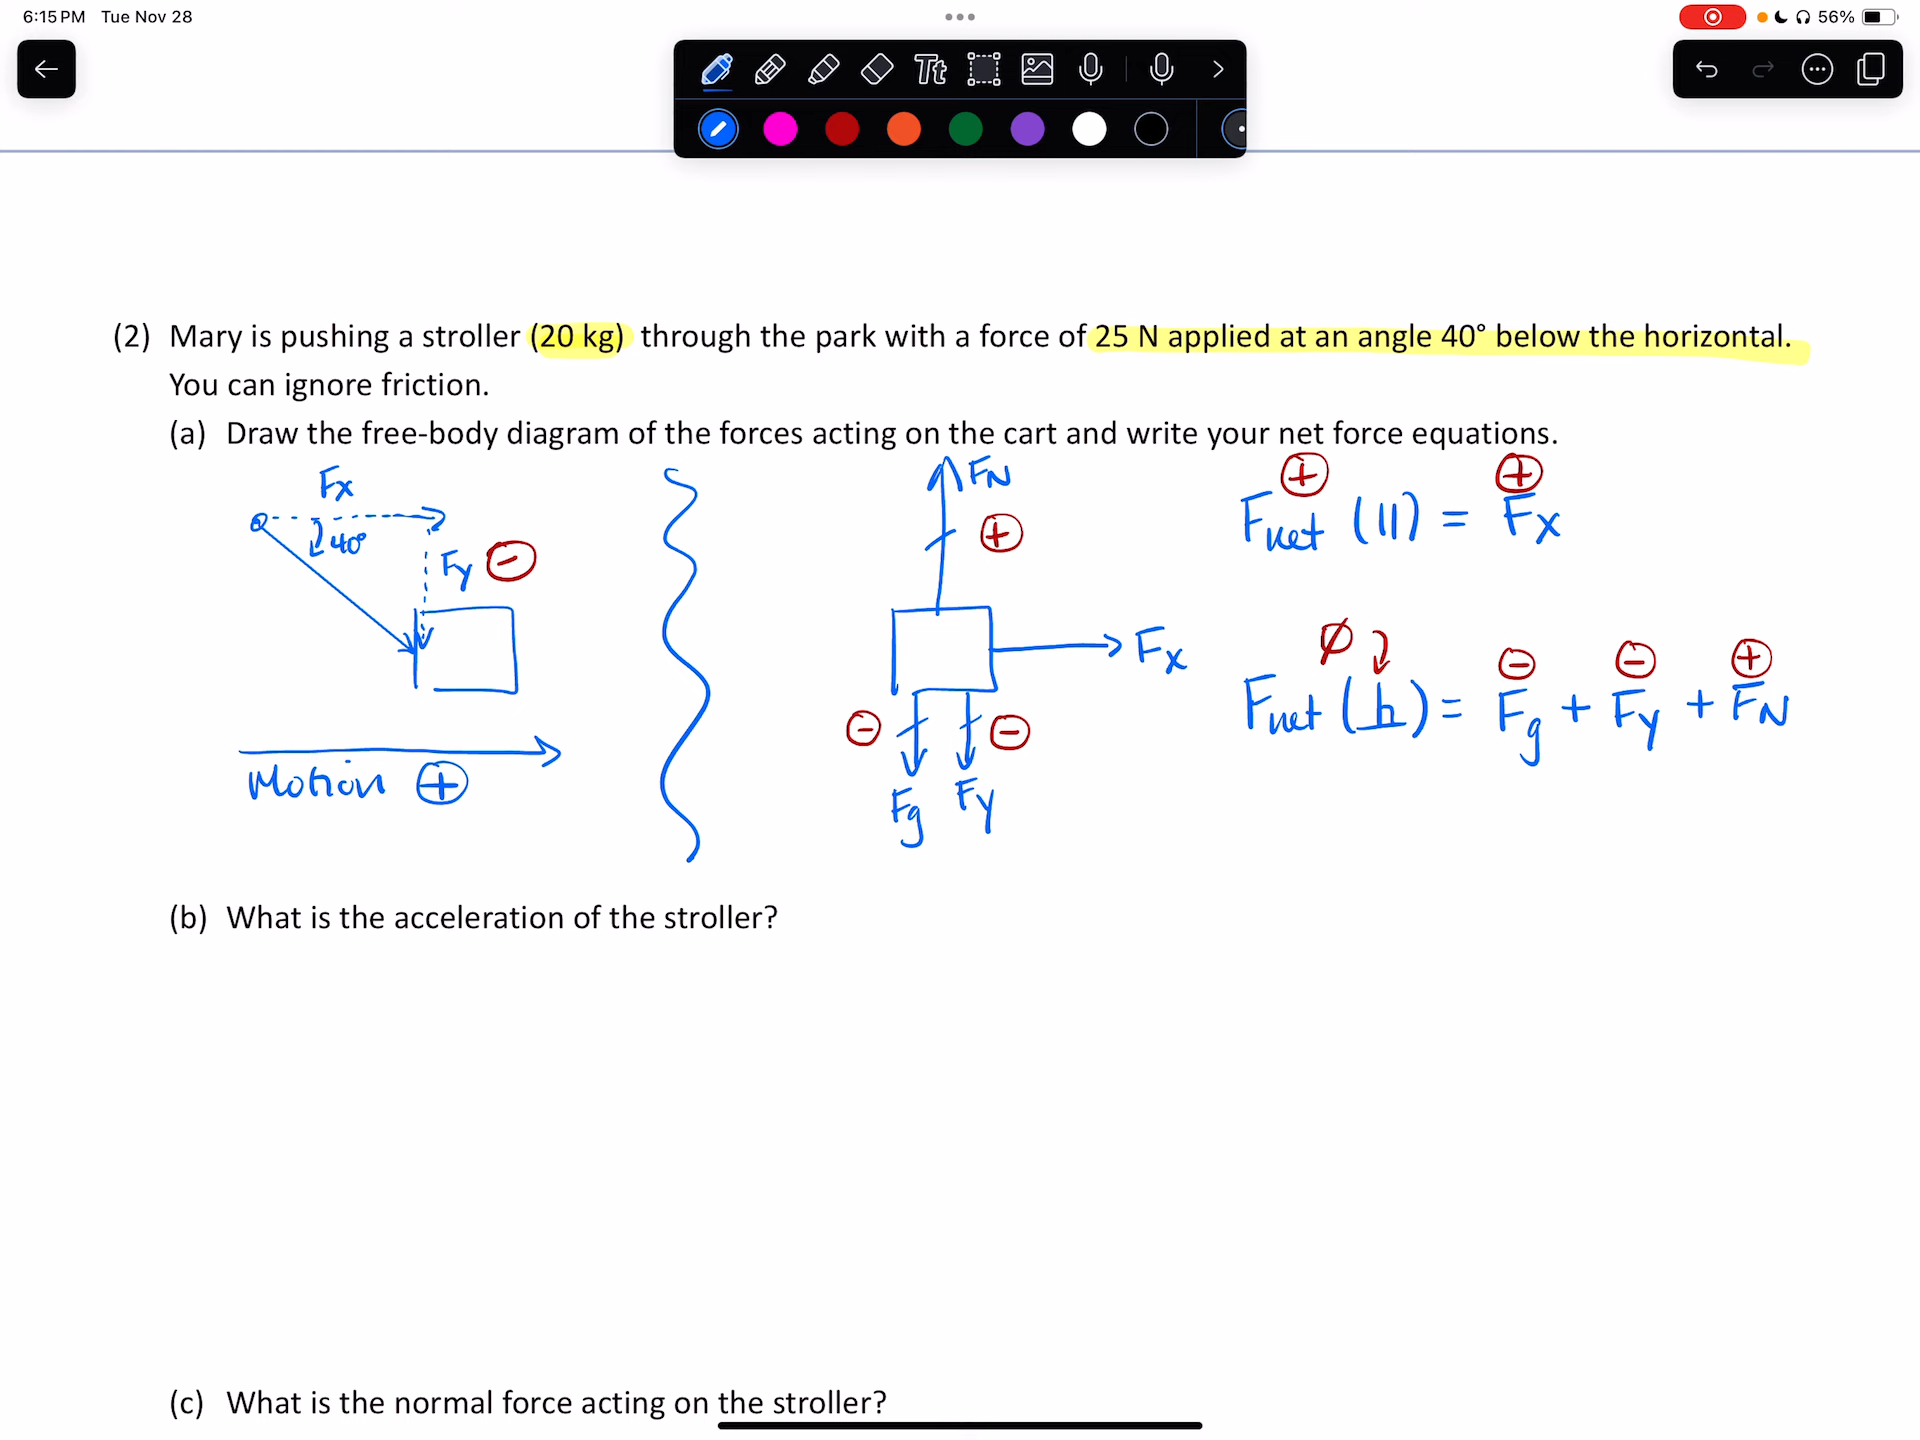 6:15 PM Tue Nov 28
56%
Tt
(2) Mary is pushing a stroller (20 kg) through the park with a force of 25 N applied at an angle 40° below the horizontal.
You can ignore friction.
(a) Draw the free-body diagram of the forces acting on the cart and write your net force equations.
Fx
40°
Fy ⊖
Motion ⊕
FN
⊕
Fx
⊖ ⊖
Fg Fy
⊕ ⊕
Fnet (||) = Fx
Ø ⊖ ⊖ ⊕
Fnet (h) = Fg + Fy + FN
(b) What is the acceleration of the stroller?
(c) What is the normal force acting on the stroller?